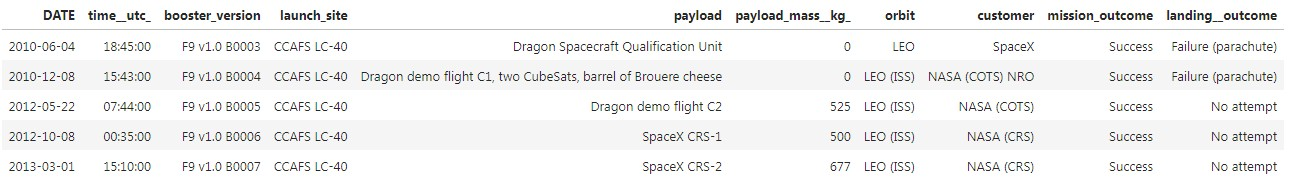 DATE time__utc_ booster_version launch_site payload payload_mass__kg_ orbit customer mission_outcome landing__outcome
2010-06-04 18:45:00 F9 v1.0 B0003 CCAFS LC-40 Dragon Spacecraft Qualification Unit 0 LEO SpaceX Success Failure (parachute)
2010-12-08 15:43:00 F9 v1.0 B0004 CCAFS LC-40 Dragon demo flight C1, two CubeSats, barrel of Brouere cheese 0 LEO (ISS) NASA (COTS) NRO Success Failure (parachute)
2012-05-22 07:44:00 F9 v1.0 B0005 CCAFS LC-40 Dragon demo flight C2 525 LEO (ISS) NASA (COTS) Success No attempt
2012-10-08 00:35:00 F9 v1.0 B0006 CCAFS LC-40 SpaceX CRS-1 500 LEO (ISS) NASA (CRS) Success No attempt
2013-03-01 15:10:00 F9 v1.0 B0007 CCAFS LC-40 SpaceX CRS-2 677 LEO (ISS) NASA (CRS) Success No attempt